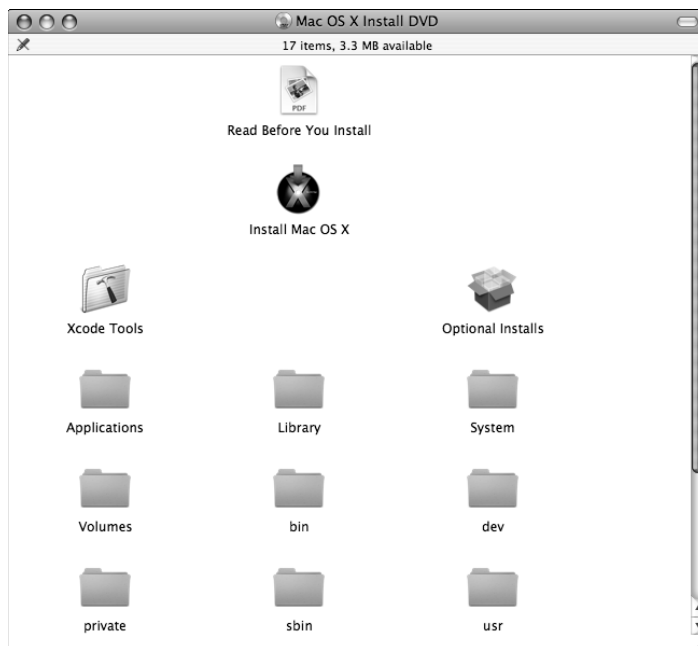 Mac OS X Install DVD
17 items, 3.3 MB available
PDF
Read Before You Install
Install Mac OS X
Xcode Tools
Optional Installs
Applications
Library
System
Volumes
bin
dev
private
sbin
usr